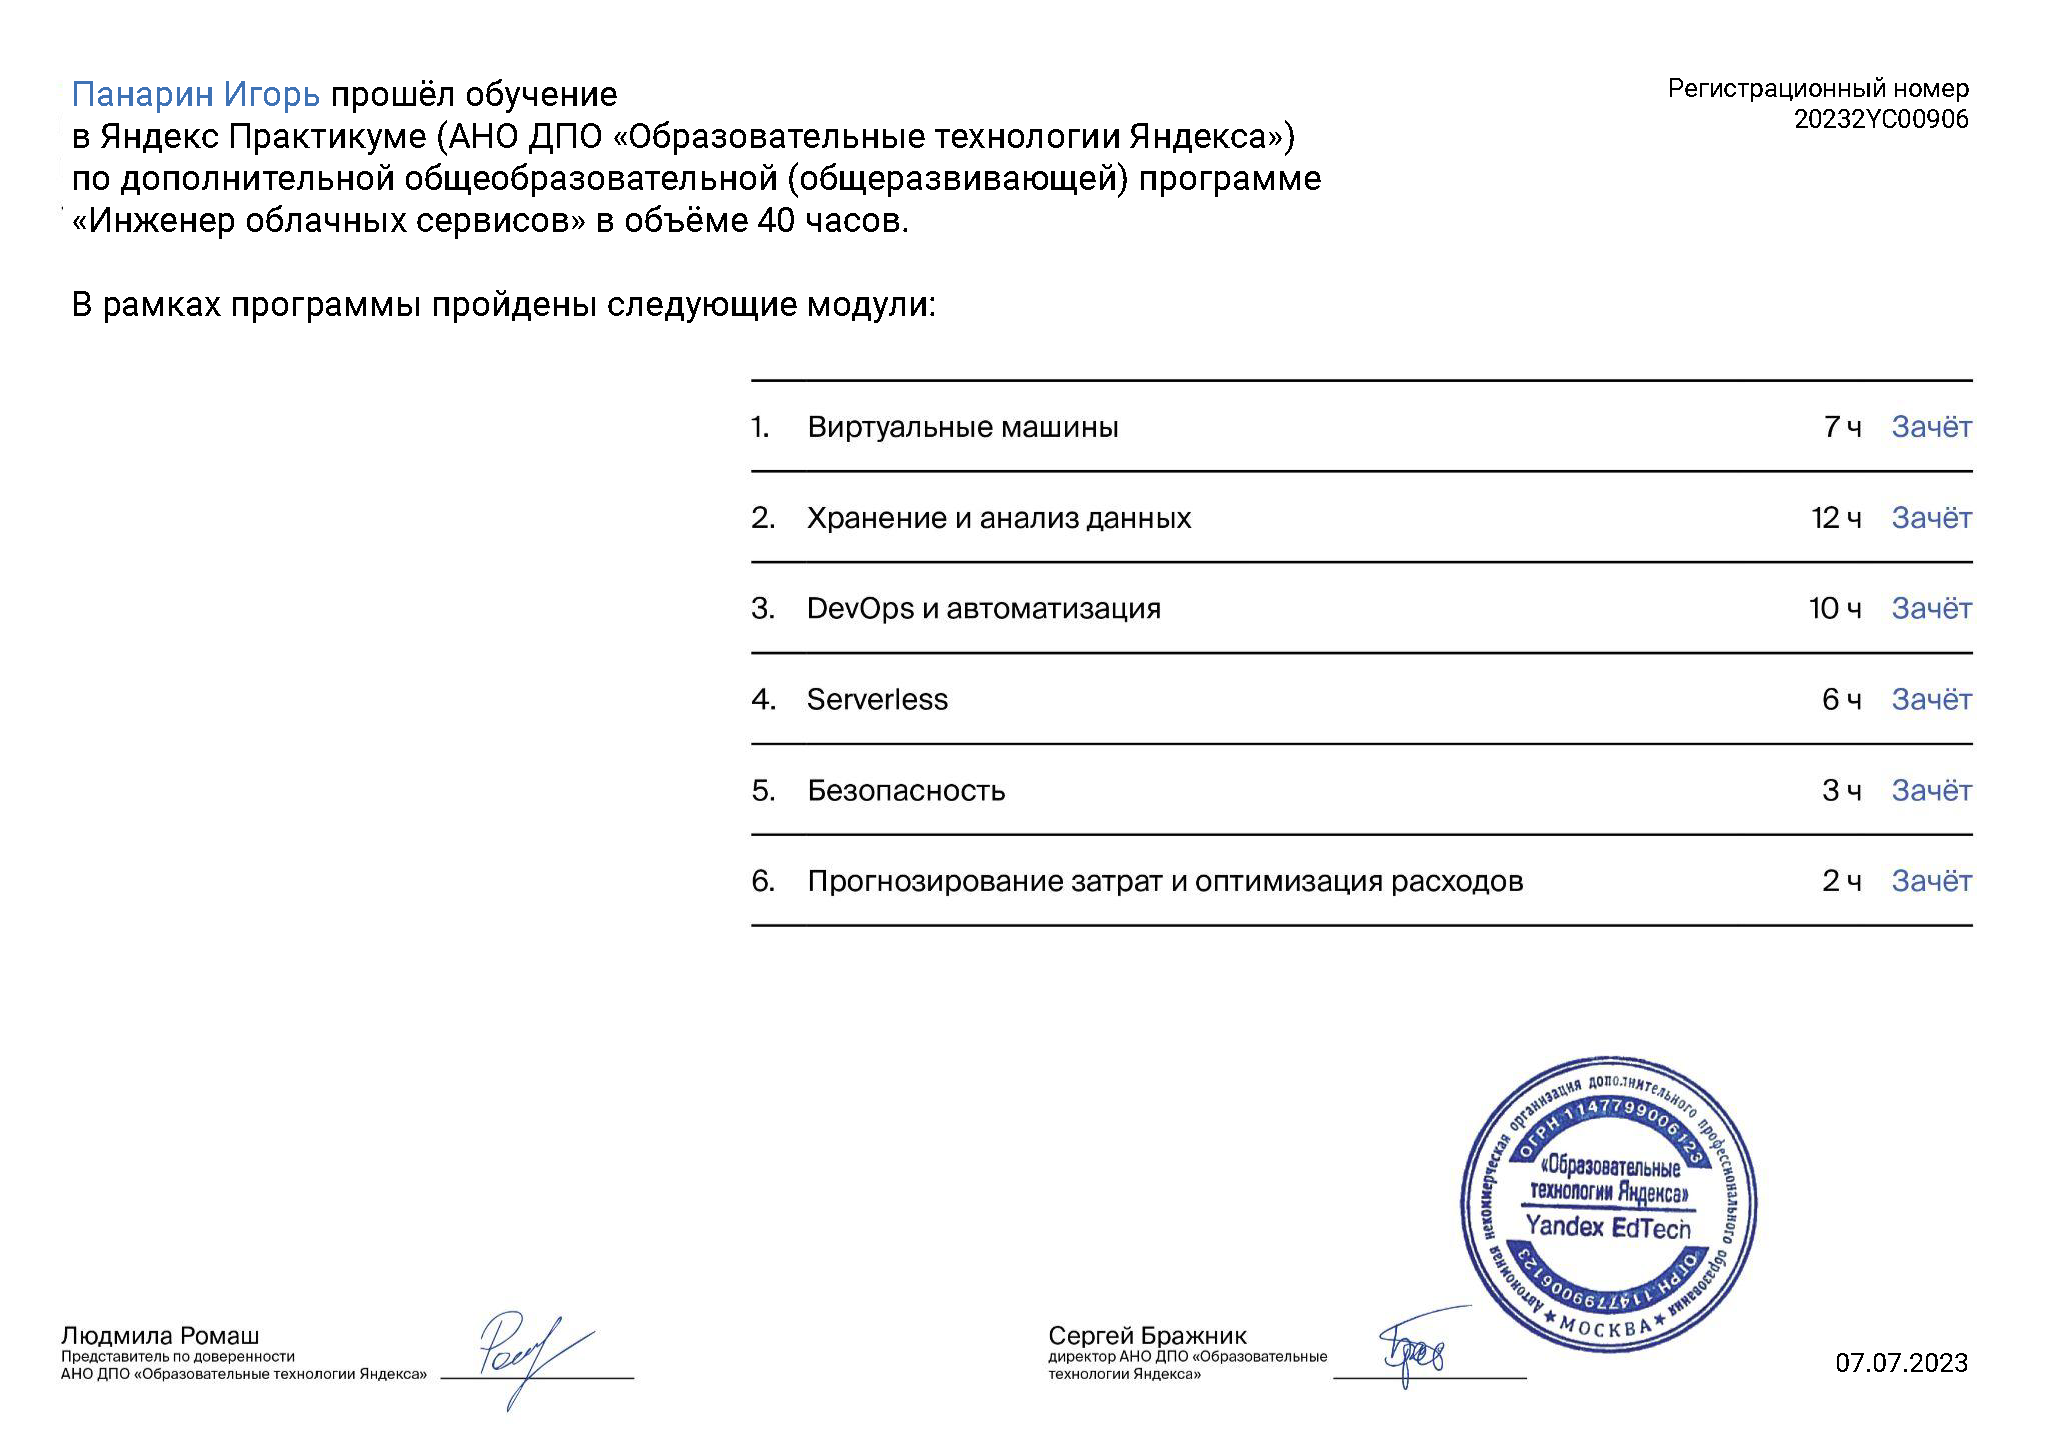 Панарин Игорь прошёл обучение
в Яндекс Практикуме (АНО ДПО «Образовательные технологии Яндекса»)
по дополнительной общеобразовательной (общеразвивающей) программе
«Инженер облачных сервисов» в объёме 40 часов.
Регистрационный номер
20232YC00906
В рамках программы пройдены следующие модули:
1. Виртуальные машины 7 ч Зачёт
2. Хранение и анализ данных 12 ч Зачёт
3. DevOps и автоматизация 10 ч Зачёт
4. Serverless 6 ч Зачёт
5. Безопасность 3 ч Зачёт
6. Прогнозирование затрат и оптимизация расходов 2 ч Зачёт
Автономная некоммерческая организация дополнительного профессионального образования
ОГРН 1147799006123
«Образовательные
технологии Яндекса»
Yandex EdTech
ОГРН 1147799006123
★ МОСКВА ★
Людмила Ромаш
Представитель по доверенности
АНО ДПО «Образовательные технологии Яндекса»
Сергей Бражник
директор АНО ДПО «Образовательные
технологии Яндекса»
07.07.2023